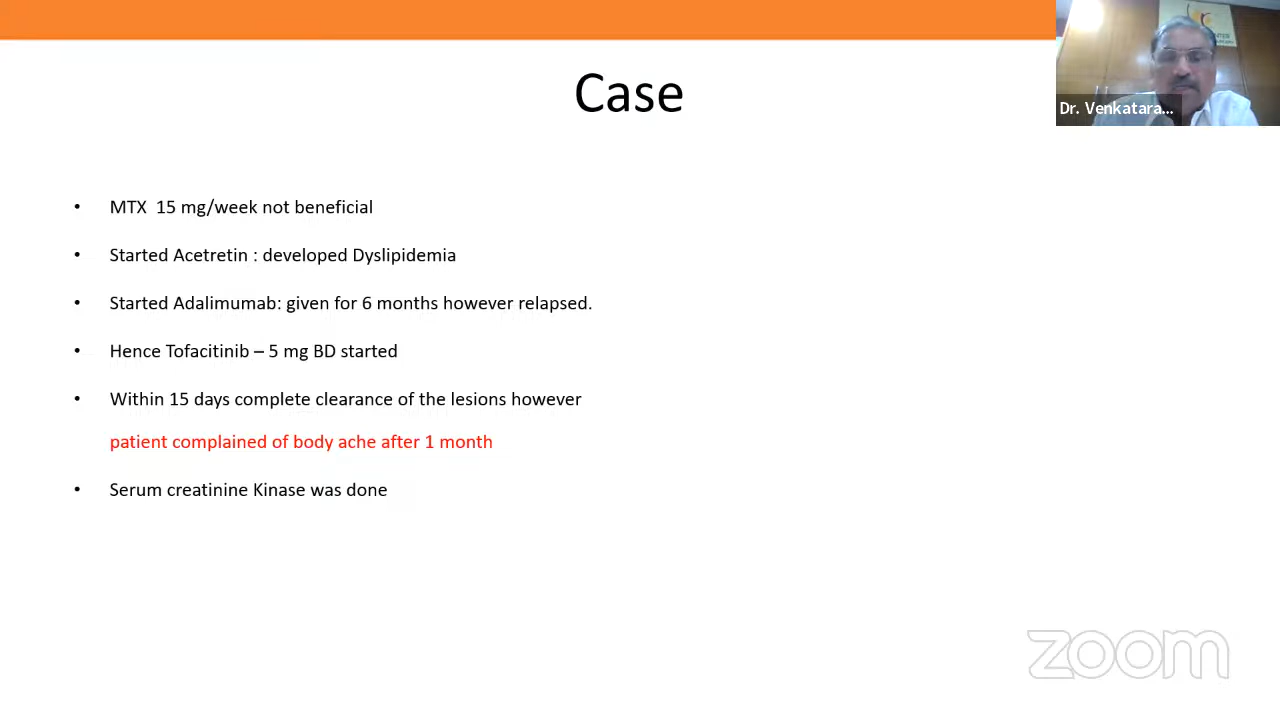 Case
Dr. Venkatara...
• MTX  15 mg/week not beneficial
• Started Acetretin : developed Dyslipidemia
• Started Adalimumab: given for 6 months however relapsed.
• Hence Tofacitinib – 5 mg BD started
• Within 15 days complete clearance of the lesions however
patient complained of body ache after 1 month
• Serum creatinine Kinase was done
zoom